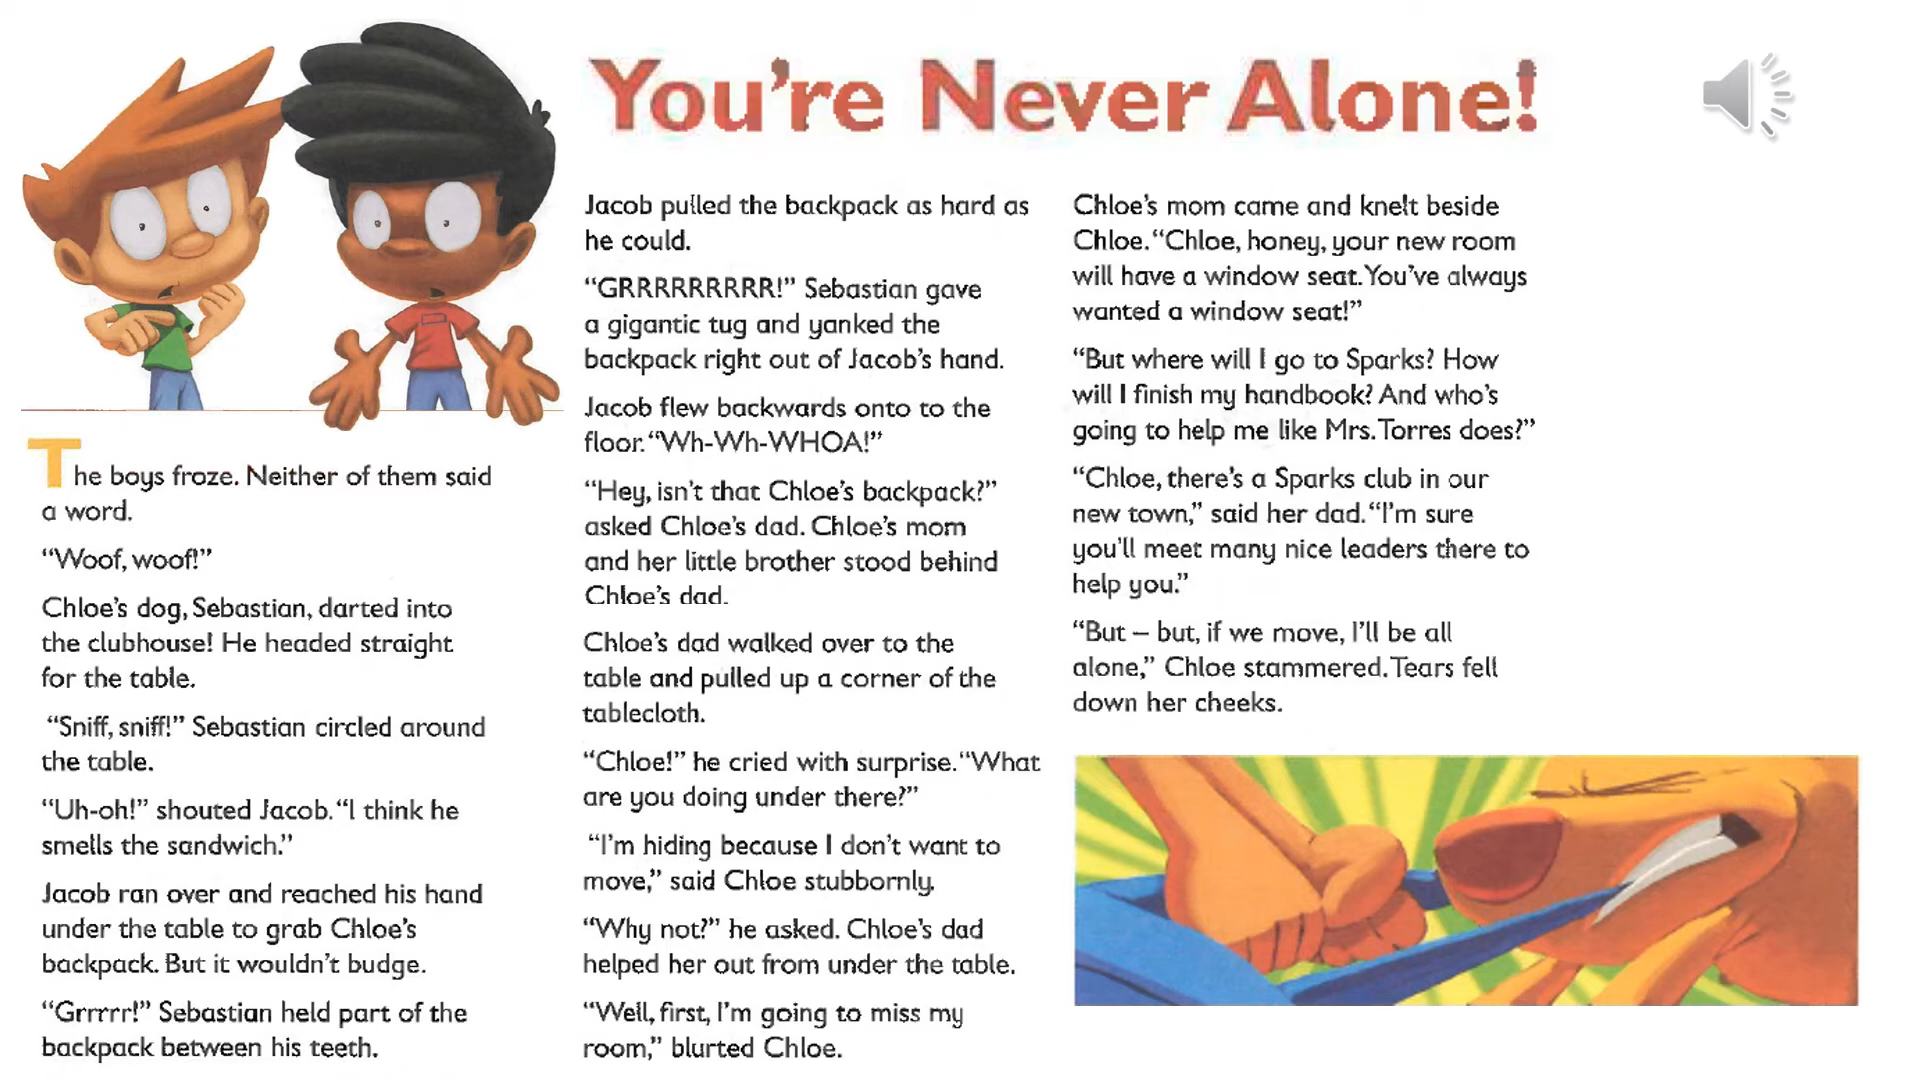 You're Never Alone!
The boys froze. Neither of them said
a word.
“Woof, woof!”
Chloe’s dog, Sebastian, darted into
the clubhouse! He headed straight
for the table.
“Sniff, sniff!” Sebastian circled around
the table.
“Uh-oh!” shouted Jacob. “I think he
smells the sandwich.”
Jacob ran over and reached his hand
under the table to grab Chloe’s
backpack. But it wouldn’t budge.
“Grrrrr!” Sebastian held part of the
backpack between his teeth.
Jacob pulled the backpack as hard as
he could.
“GRRRRRRRRR!” Sebastian gave
a gigantic tug and yanked the
backpack right out of Jacob’s hand.
Jacob flew backwards onto to the
floor. “Wh-Wh-WHOA!”
“Hey, isn’t that Chloe’s backpack?”
asked Chloe’s dad. Chloe’s mom
and her little brother stood behind
Chloe’s dad.
Chloe’s dad walked over to the
table and pulled up a corner of the
tablecloth.
“Chloe!” he cried with surprise. “What
are you doing under there?”
“I’m hiding because I don’t want to
move,” said Chloe stubbornly.
“Why not?” he asked. Chloe’s dad
helped her out from under the table.
“Well, first, I’m going to miss my
room,” blurted Chloe.
Chloe’s mom came and knelt beside
Chloe. “Chloe, honey, your new room
will have a window seat. You’ve always
wanted a window seat!”
“But where will I go to Sparks? How
will I finish my handbook? And who’s
going to help me like Mrs. Torres does?”
“Chloe, there’s a Sparks club in our
new town,” said her dad. “I’m sure
you’ll meet many nice leaders there to
help you.”
“But – but, if we move, I’ll be all
alone,” Chloe stammered. Tears fell
down her cheeks.